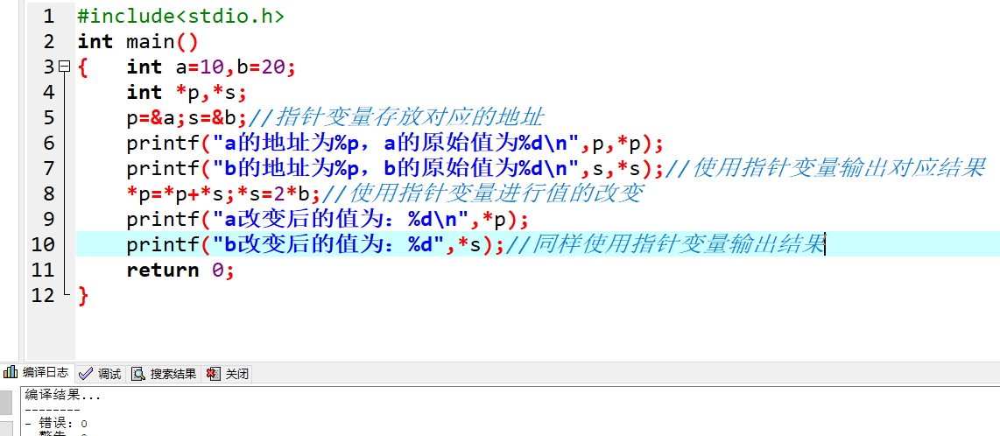 1 #include<stdio.h>
2 int main()
3 { int a=10,b=20;
4 int *p,*s;
5 p=&a;s=&b;//指针变量存放对应的地址
6 printf("a的地址为%p，a的原始值为%d\n",p,*p);
7 printf("b的地址为%p，b的原始值为%d\n",s,*s);//使用指针变量输出对应结果
8 *p=*p+*s;*s=2*b;//使用指针变量进行值的改变
9 printf("a改变后的值为：%d\n",*p);
10 printf("b改变后的值为：%d",*s);//同样使用指针变量输出结果
11 return 0;
12 }
编译日志 调试 搜索结果 关闭
编译结果...
--------
- 错误: 0